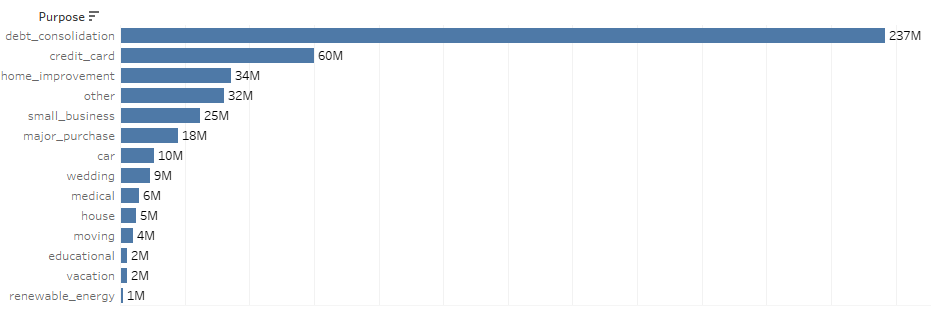 Purpose
debt_consolidation 237M
credit_card 60M
home_improvement 34M
other 32M
small_business 25M
major_purchase 18M
car 10M
wedding 9M
medical 6M
house 5M
moving 4M
educational 2M
vacation 2M
renewable_energy 1M